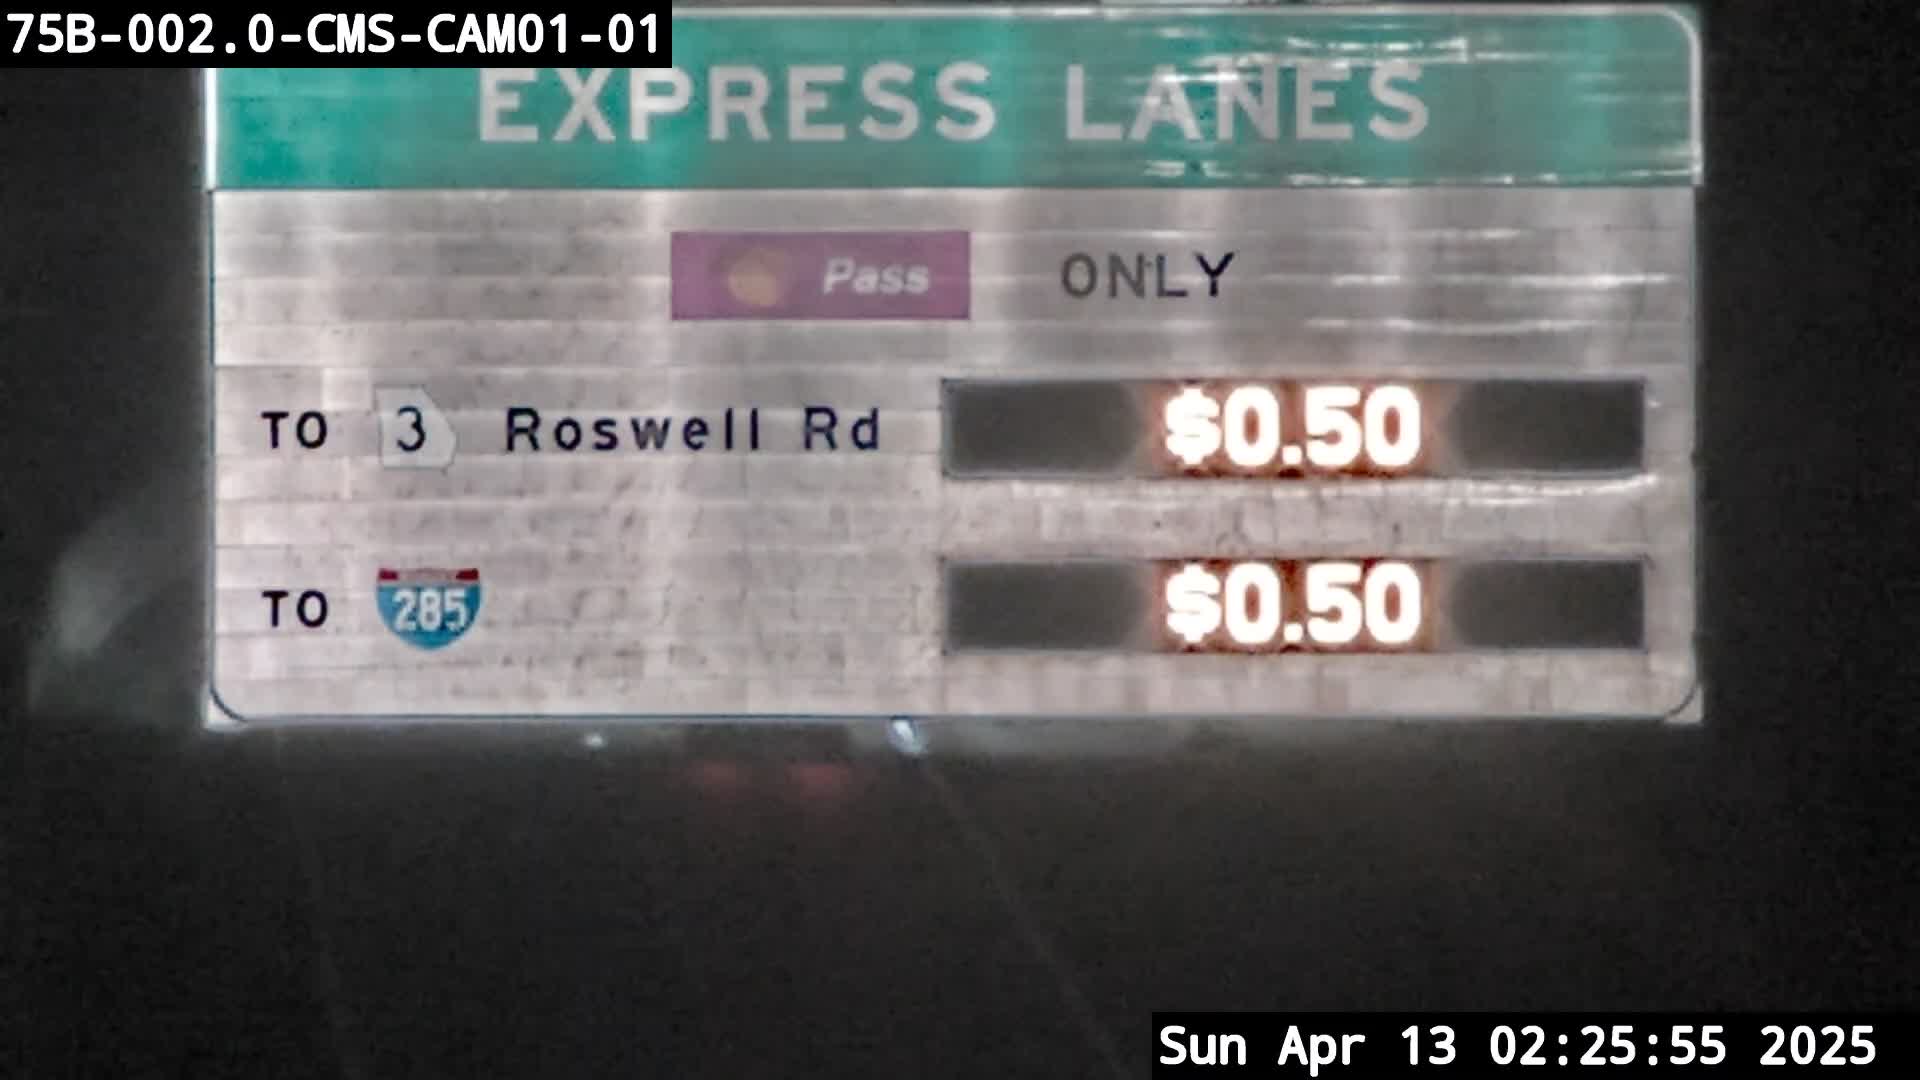 75B-002.0-CMS-CAM01-01
EXPRESS LANES
Pass ONLY
TO 3 Roswell Rd $0.50
TO 285 $0.50
Sun Apr 13 02:25:55 2025